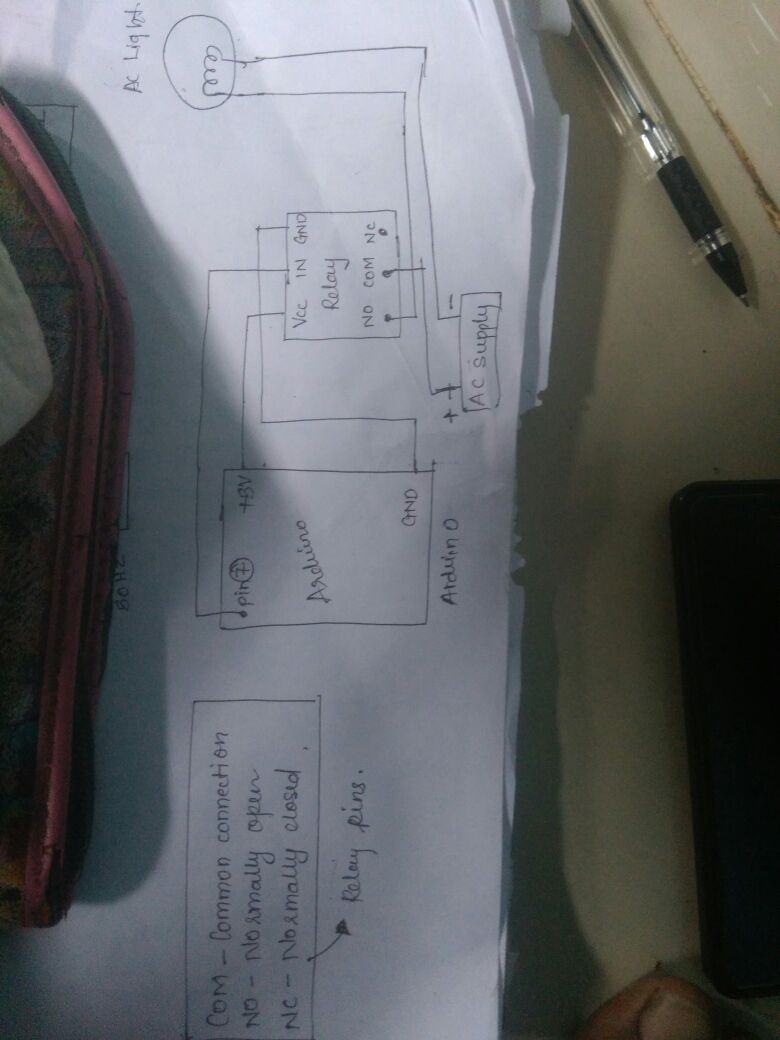 COM - Common connection
NO - Normally open
NC - Normally closed.
Relay pins.
50HZ
pin 7
+3V
Arduino
GND
Arduino
Vcc IN GND
Relay
NO COM NC
+ + -
AC Supply
AC Light.